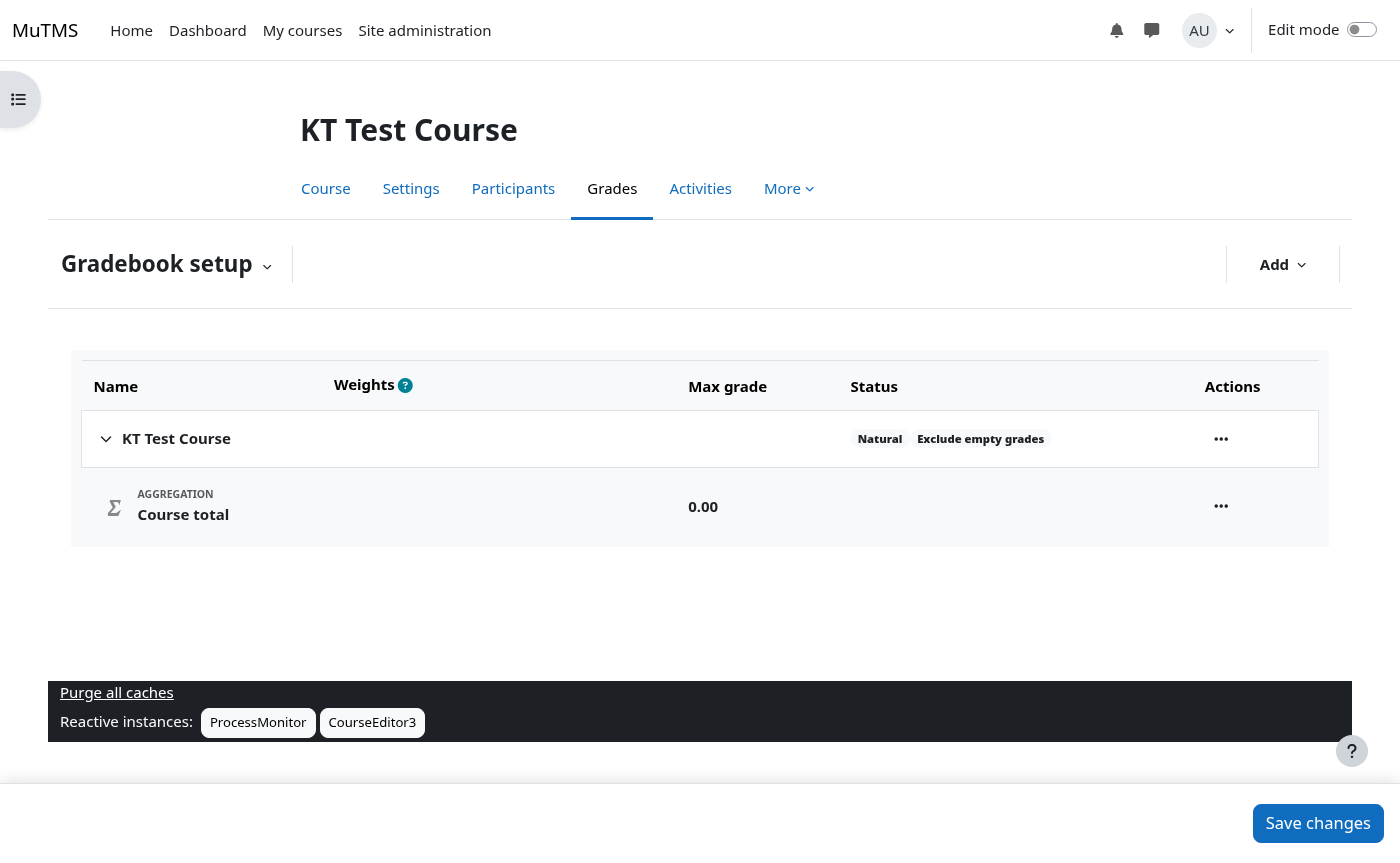 MuTMS Home Dashboard My courses Site administration AU Edit mode
KT Test Course
Course Settings Participants Grades Activities More
Gradebook setup Add
Name Weights ? Max grade Status Actions
KT Test Course Natural Exclude empty grades
AGGREGATION
Σ Course total 0.00
Purge all caches
Reactive instances: ProcessMonitor CourseEditor3
?
Save changes